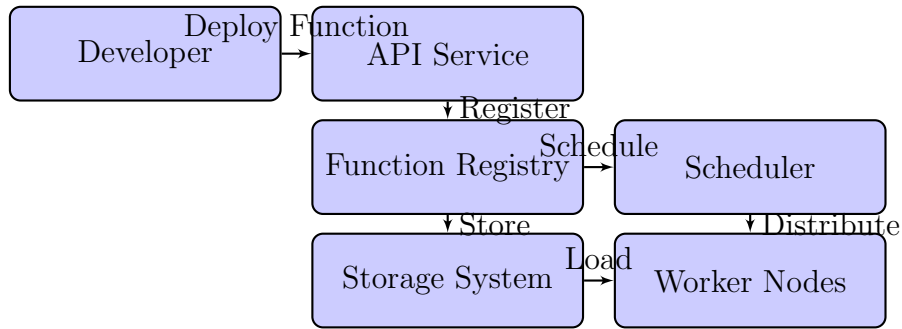 Deploy Function
Developer
API Service
Register
Function Registry
Schedule
Scheduler
Store
Distribute
Storage System
Load
Worker Nodes